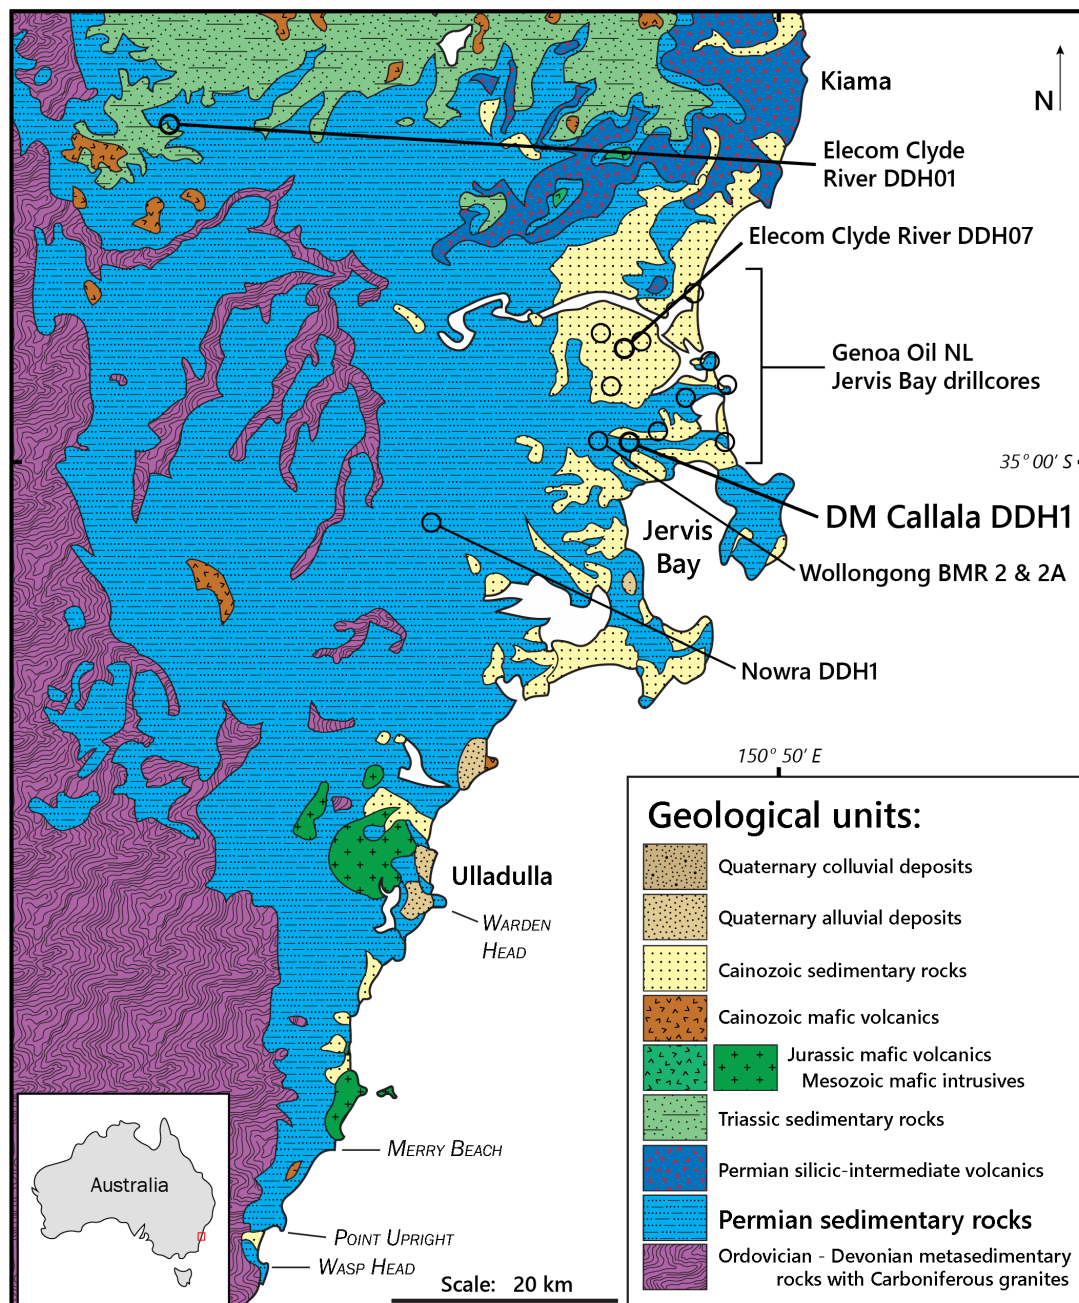 Kiama
N
Elecom Clyde
River DDH01
Elecom Clyde River DDH07
Genoa Oil NL
Jervis Bay drillcores
35° 00' S
DM Callala DDH1
Jervis
Bay
Wollongong BMR 2 & 2A
Nowra DDH1
150° 50' E
Ulladulla
WARDEN
HEAD
MERRY BEACH
POINT UPRIGHT
WASP HEAD
Australia
Scale: 20 km
Geological units:
Quaternary colluvial deposits
Quaternary alluvial deposits
Cainozoic sedimentary rocks
Cainozoic mafic volcanics
Jurassic mafic volcanics
Mesozoic mafic intrusives
Triassic sedimentary rocks
Permian silicic-intermediate volcanics
Permian sedimentary rocks
Ordovician - Devonian metasedimentary
rocks with Carboniferous granites